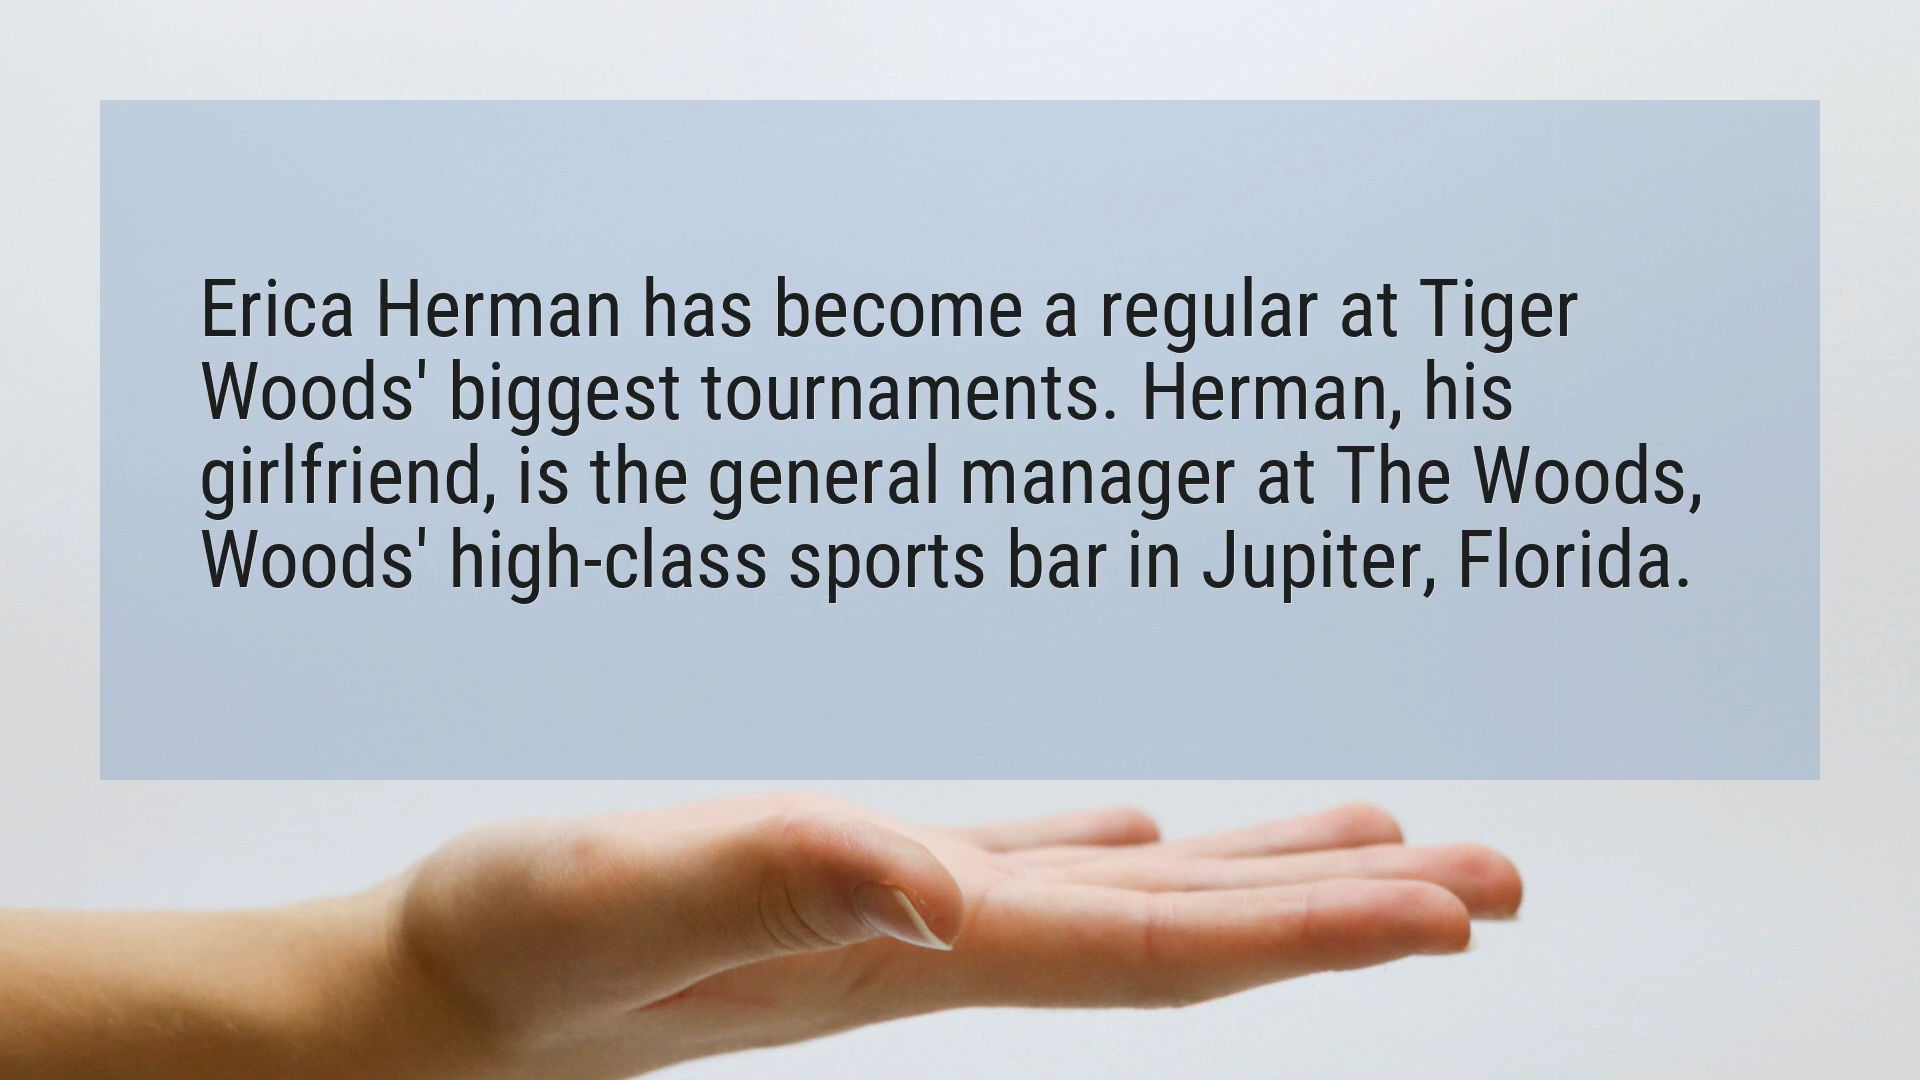 Erica Herman has become a regular at Tiger
Woods' biggest tournaments. Herman, his
girlfriend, is the general manager at The Woods,
Woods' high-class sports bar in Jupiter, Florida.